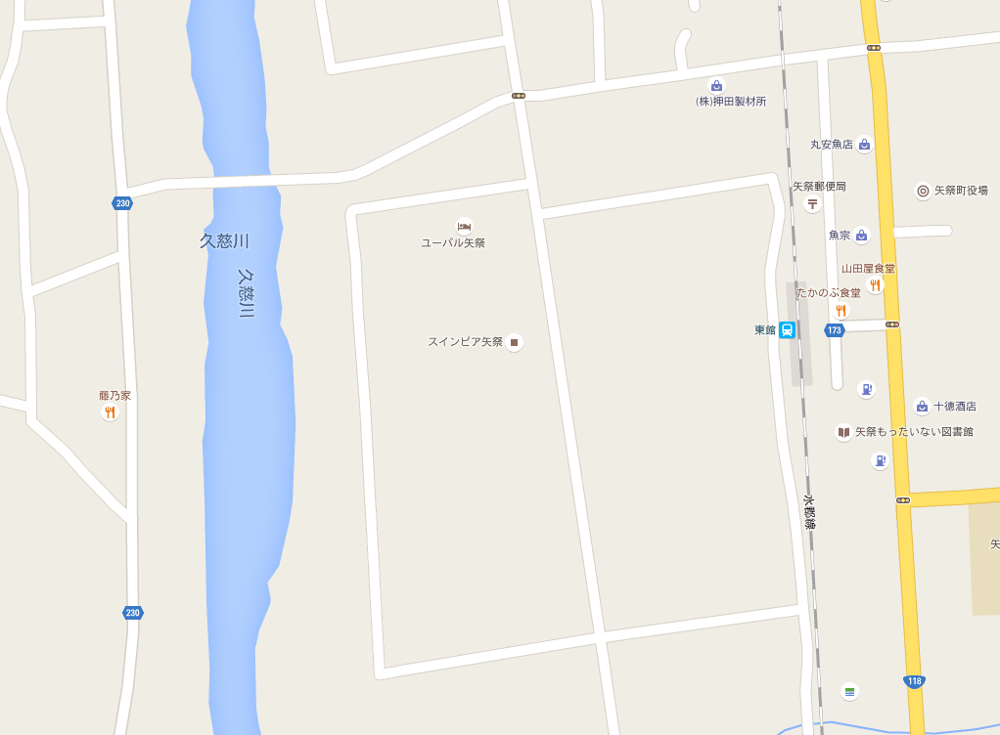 (株)押田製材所
丸安魚店
矢祭郵便局
矢祭町役場
230
久慈川
ユーパル矢祭
魚宗
山田屋食堂
久慈川
たかのぶ食堂
東館
173
スインピア矢祭
藤乃家
十徳酒店
矢祭もったいない図書館
水郡線
矢
230
118